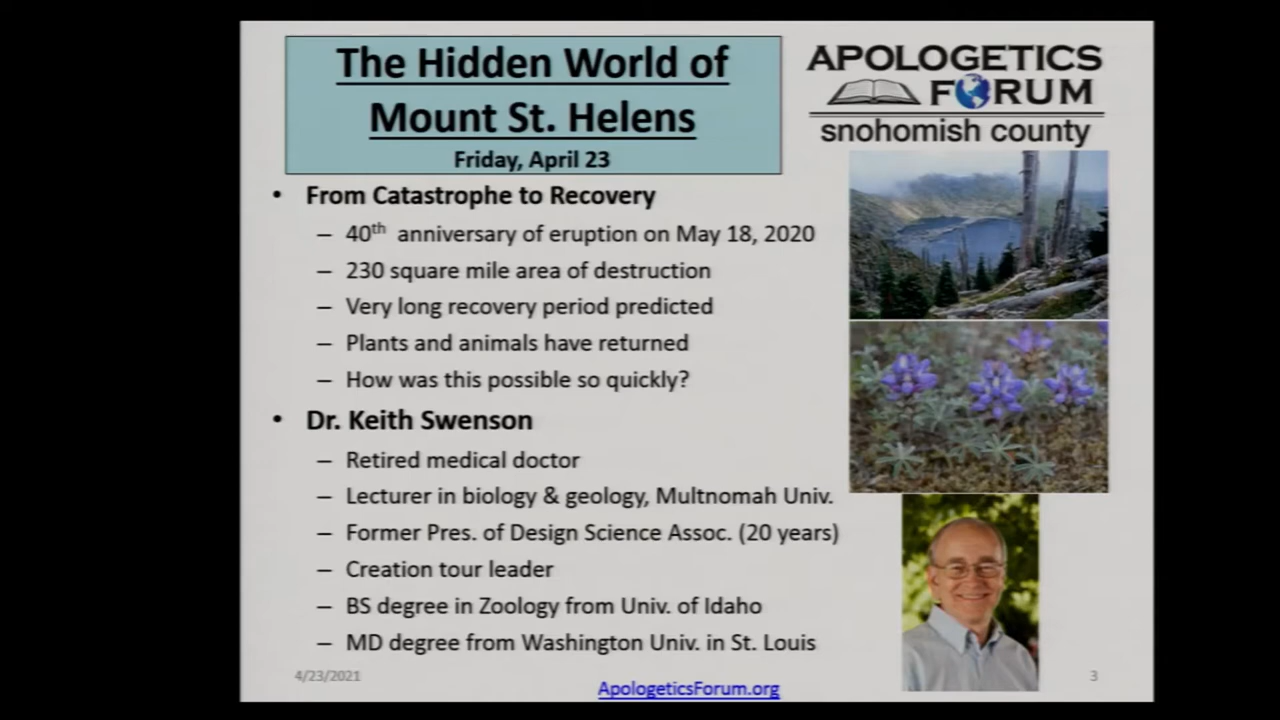 The Hidden World of
Mount St. Helens
Friday, April 23
APOLOGETICS
FORUM
snohomish county
• From Catastrophe to Recovery
– 40th anniversary of eruption on May 18, 2020
– 230 square mile area of destruction
– Very long recovery period predicted
– Plants and animals have returned
– How was this possible so quickly?
• Dr. Keith Swenson
– Retired medical doctor
– Lecturer in biology & geology, Multnomah Univ.
– Former Pres. of Design Science Assoc. (20 years)
– Creation tour leader
– BS degree in Zoology from Univ. of Idaho
– MD degree from Washington Univ. in St. Louis
4/23/2021
ApologeticsForum.org
3